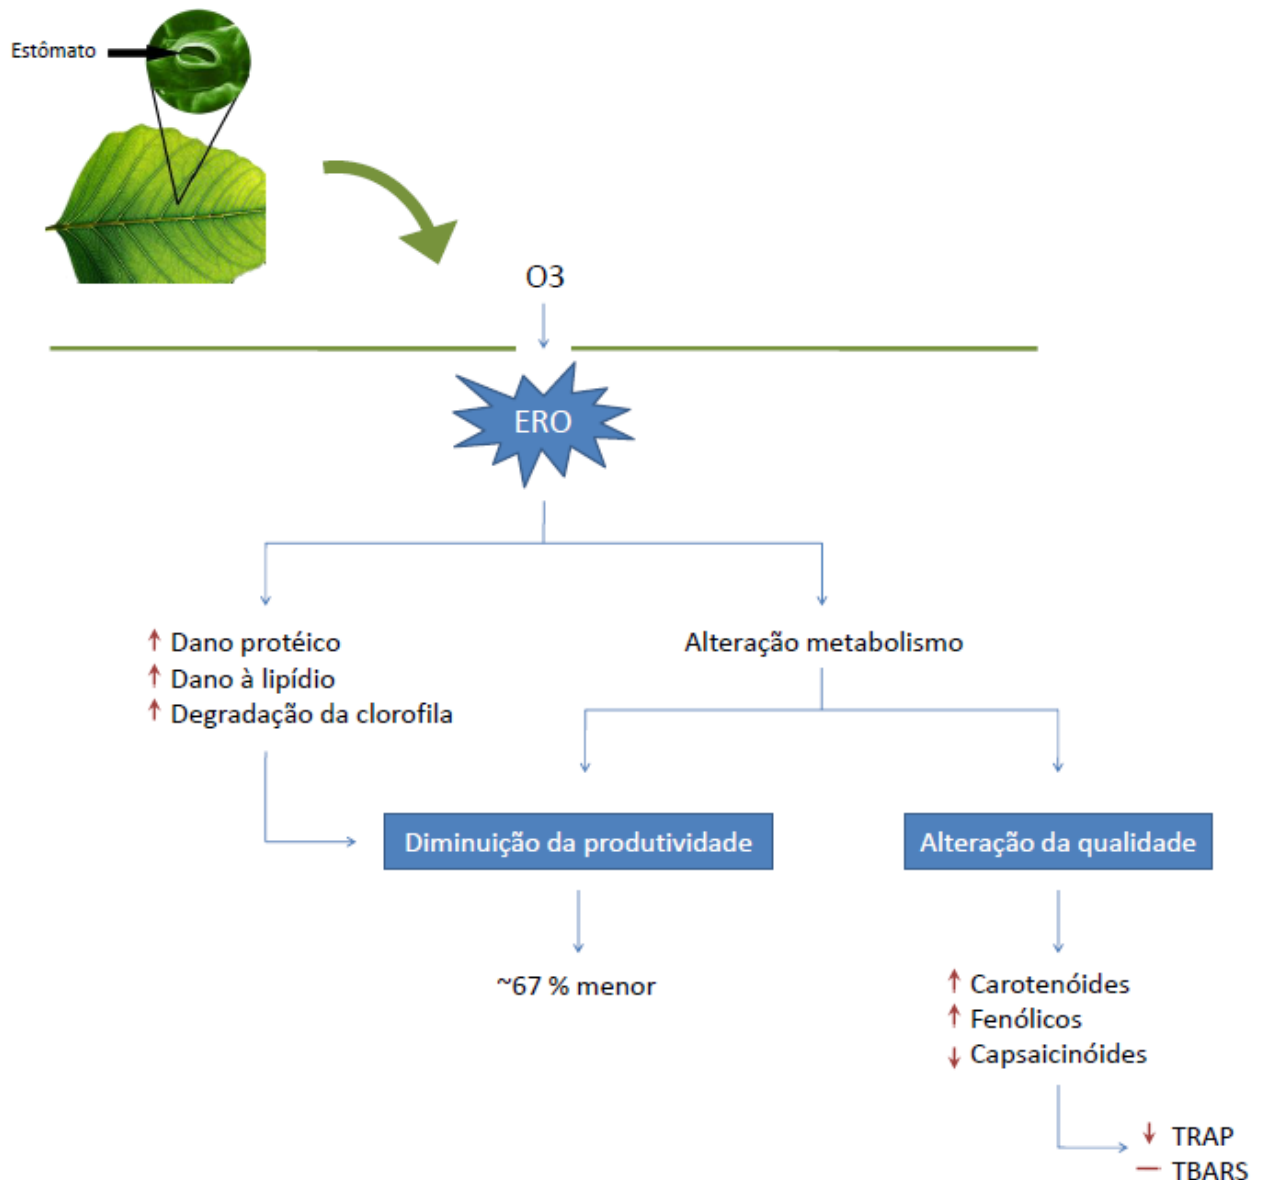 Estômato
O3
ERO
Dano protéico
Dano à lipídio
Degradação da clorofila
Alteração metabolismo
Diminuição da produtividade
Alteração da qualidade
~67 % menor
Carotenóides
Fenólicos
Capsaicinóides
TRAP
TBARS